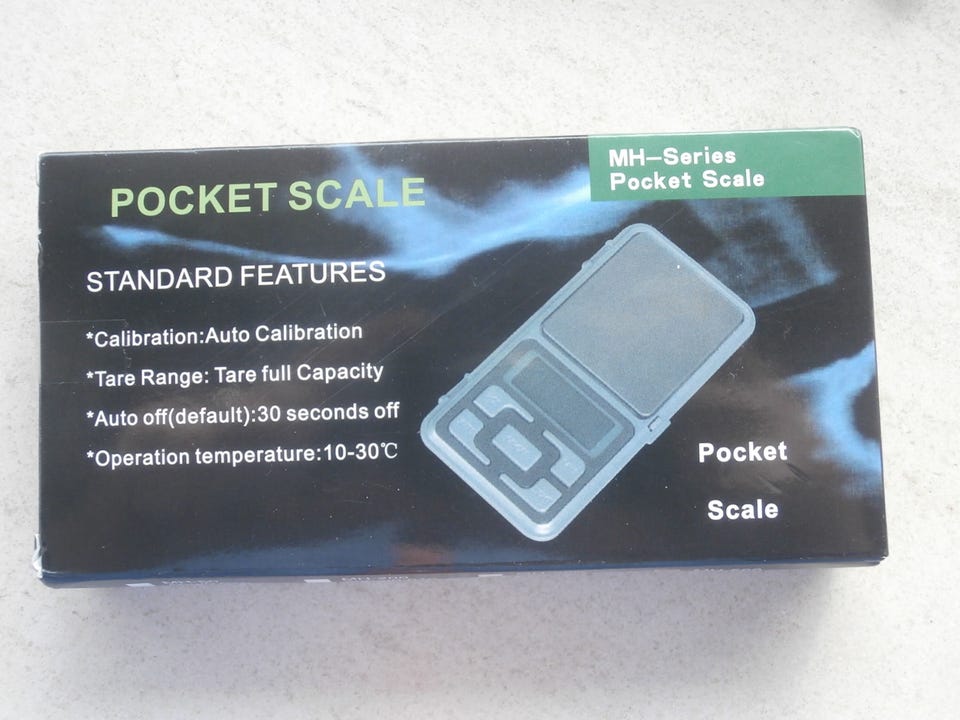 MH-Series
Pocket Scale
POCKET SCALE
STANDARD FEATURES
*Calibration:Auto Calibration
*Tare Range: Tare full Capacity
*Auto off(default):30 seconds off
*Operation temperature:10-30℃
Pocket
Scale